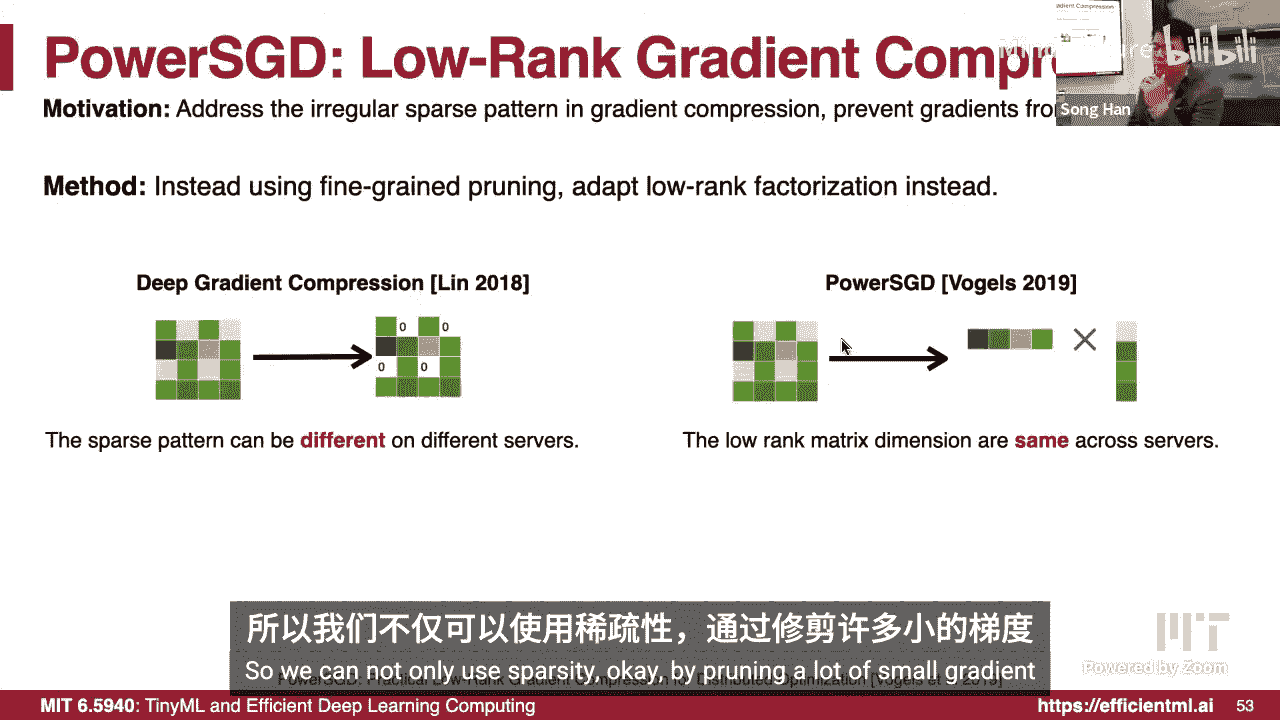 PowerSGD: Low-Rank Gradient Compre
Motivation: Address the irregular sparse pattern in gradient compression, prevent gradients fro
Song Han
Method: Instead using fine-grained pruning, adapt low-rank factorization instead.
Deep Gradient Compression [Lin 2018]
PowerSGD [Vogels 2019]
0 0
0 0
The sparse pattern can be different on different servers.
The low rank matrix dimension are same across servers.
所以我们不仅可以使用稀疏性，通过修剪许多小的梯度
So we can not only use sparsity, okay, by pruning a lot of small gradient
MIT
Powered by Zoom
MIT 6.5940: TinyML and Efficient Deep Learning Computing
https://efficientml.ai
53